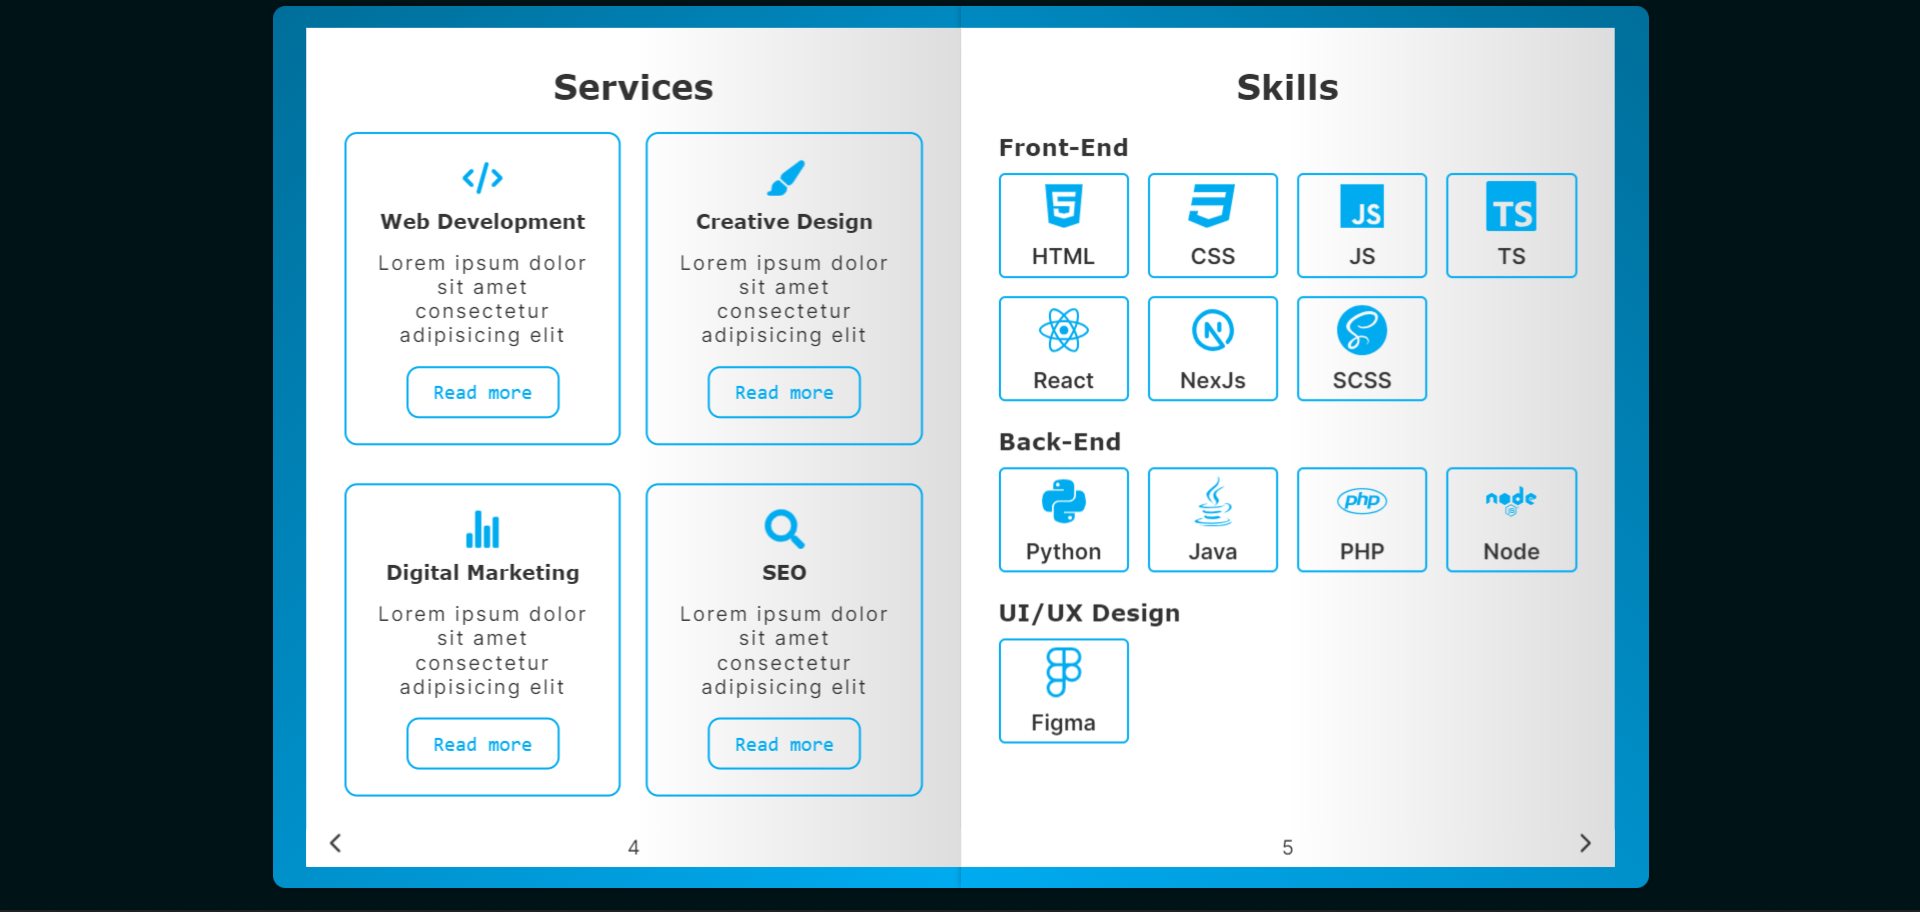 Services
Web Development
Lorem ipsum dolor
sit amet
consectetur
adipisicing elit
Read more
Creative Design
Lorem ipsum dolor
sit amet
consectetur
adipisicing elit
Read more
Digital Marketing
Lorem ipsum dolor
sit amet
consectetur
adipisicing elit
Read more
SEO
Lorem ipsum dolor
sit amet
consectetur
adipisicing elit
Read more
4
Skills
Front-End
5
HTML
3
CSS
JS
JS
TS
TS
React
N
NexJs
S
SCSS
Back-End
Python
Java
php
PHP
node
JS
Node
UI/UX Design
Figma
5